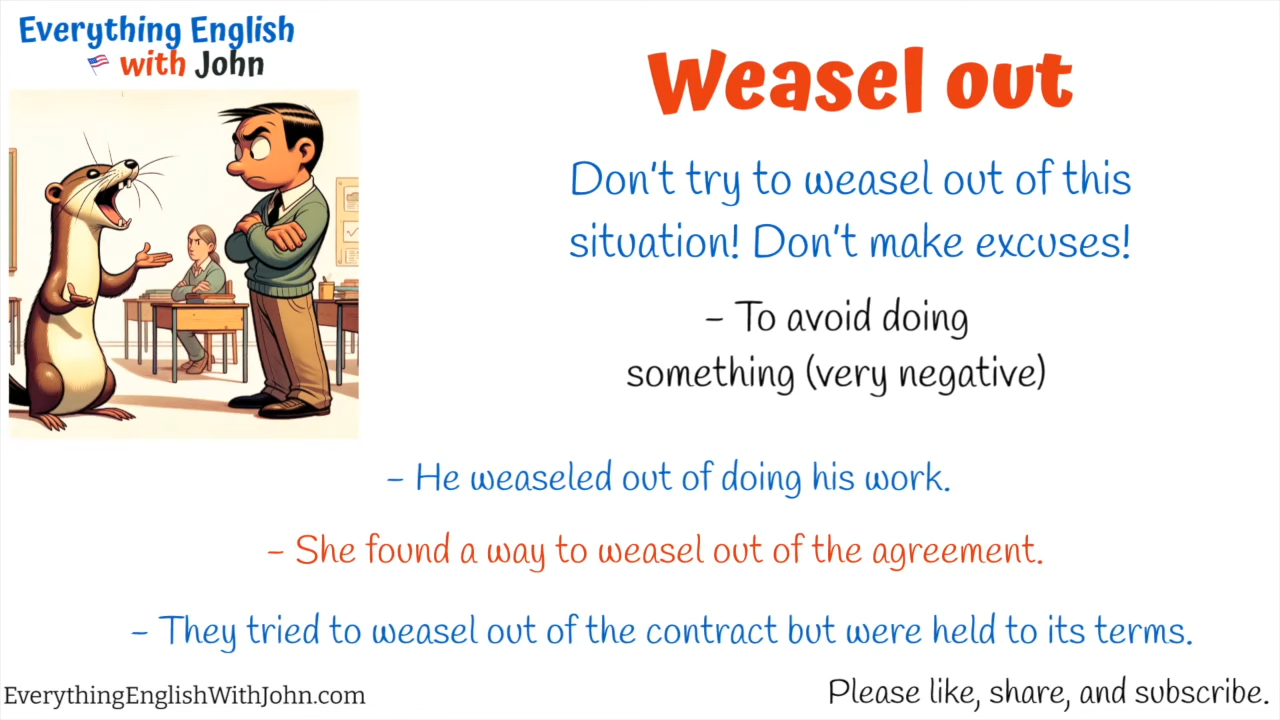 Everything English
with John
Weasel out
Don't try to weasel out of this
situation! Don't make excuses!
- To avoid doing
something (very negative)
- He weaseled out of doing his work.
- She found a way to weasel out of the agreement.
- They tried to weasel out of the contract but were held to its terms.
EverythingEnglishWithJohn.com
Please like, share, and subscribe.